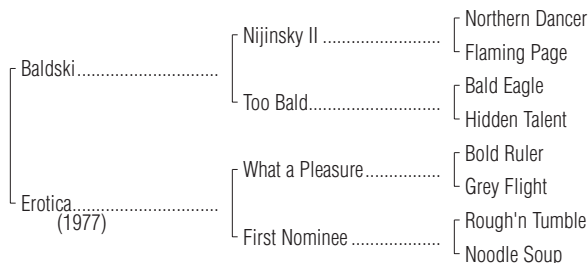 Northern Dancer
Nijinsky II
Flaming Page
Baldski
Bald Eagle
Too Bald
Hidden Talent
Bold Ruler
What a Pleasure
Grey Flight
Erotica
(1977)
Rough'n Tumble
First Nominee
Noodle Soup